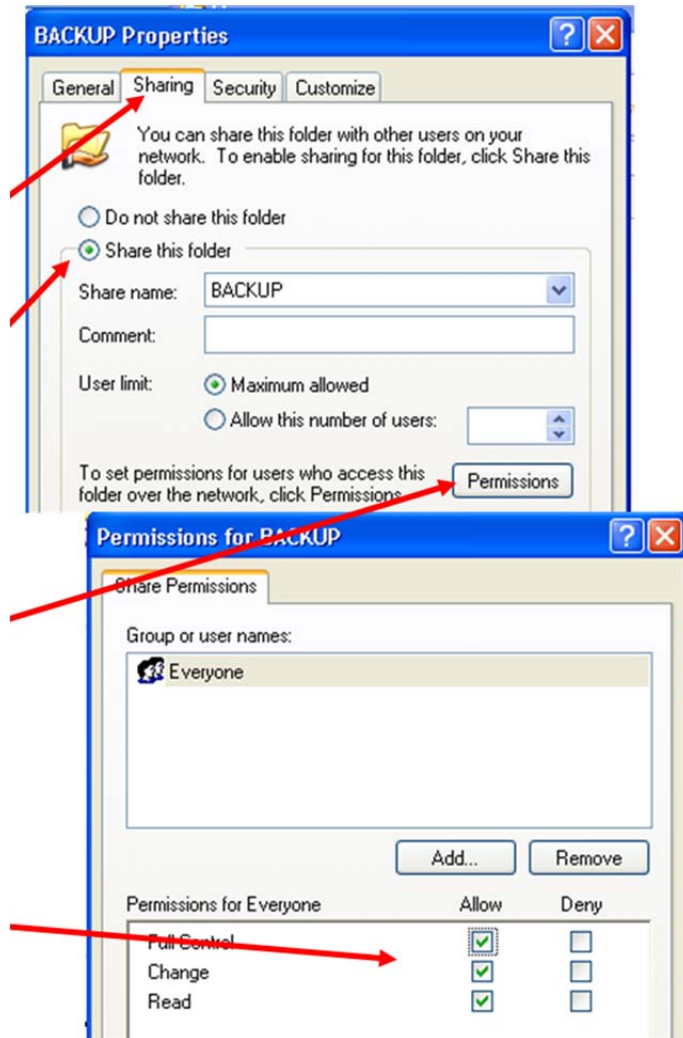 BACKUP Properties
General Sharing Security Customize
You can share this folder with other users on your
network. To enable sharing for this folder, click Share this
folder.
Do not share this folder
Share this folder
Share name: BACKUP
Comment:
User limit: Maximum allowed
Allow this number of users:
To set permissions for users who access this
folder over the network, click Permissions.
Permissions
Permissions for BACKUP
Share Permissions
Group or user names:
Everyone
Add... Remove
Permissions for Everyone Allow Deny
Full Control
Change
Read